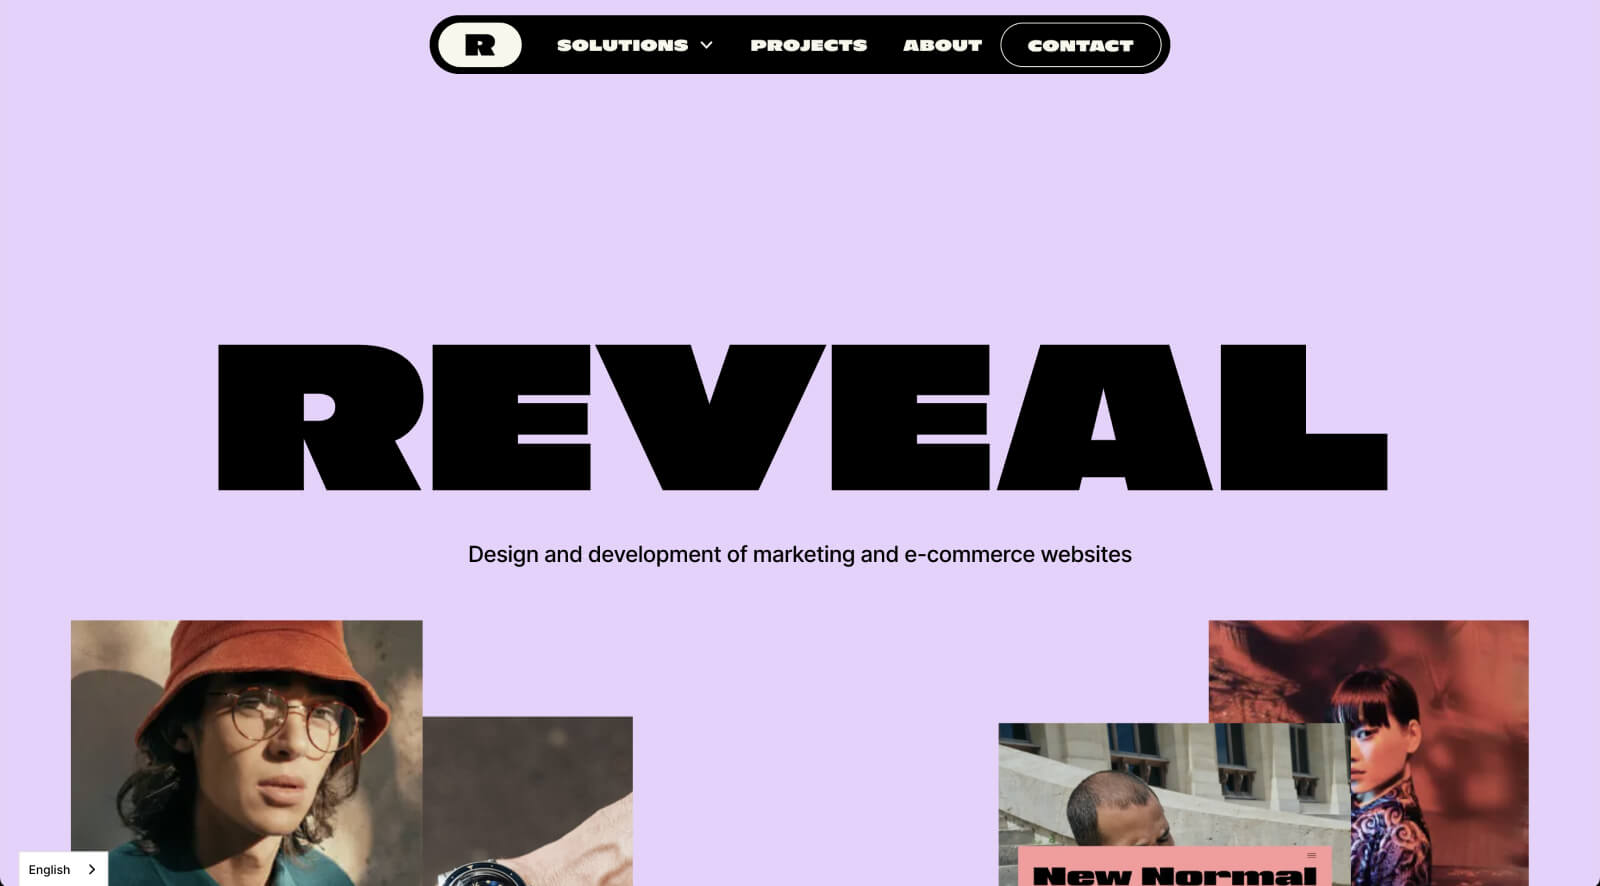 R SOLUTIONS PROJECTS ABOUT CONTACT
REVEAL
Design and development of marketing and e-commerce websites
New Normal
English